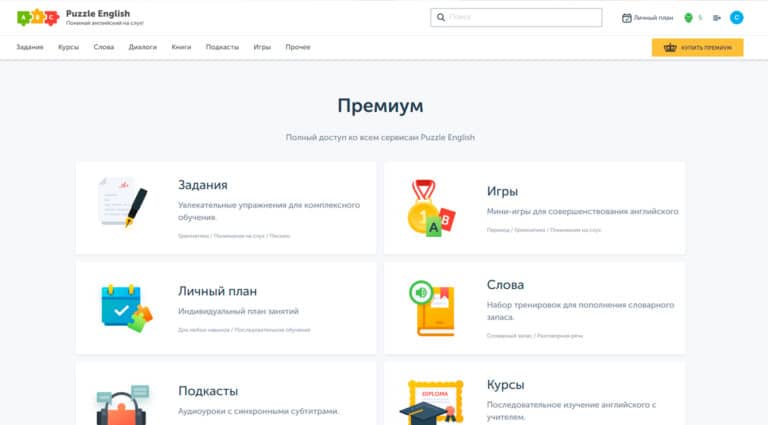 A B C
Puzzle English
Понимай английский на слух!
Поиск
Личный план
5
C
Задания Курсы Слова Диалоги Книги Подкасты Игры Прочее
КУПИТЬ ПРЕМИУМ
Премиум
Полный доступ ко всем сервисам Puzzle English
Задания
Увлекательные упражнения для комплексного
обучения.
Грамматика / Понимание на слух / Письмо
1
A
B
Игры
Мини-игры для совершенствования английского
Перевод / Грамматика / Понимание на слух
Личный план
Индивидуальный план занятий
Для любых навыков / Последовательное обучение
Слова
Набор тренировок для пополнения словарного
запаса.
Словарный запас / Разговорная речь
Подкасты
Аудиоуроки с синхронными субтитрами.
DIPLOMA
Курсы
Последовательное изучение английского с
учителем.